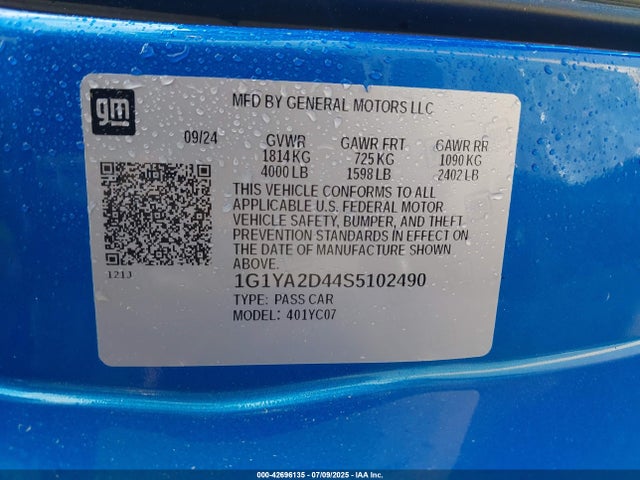 gm
MFD BY GENERAL MOTORS LLC
09/24
GVWR GAWR FRT GAWR RR
1814 KG 725 KG 1090 KG
4000 LB 1598 LB 2402 LB
THIS VEHICLE CONFORMS TO ALL
APPLICABLE U.S. FEDERAL MOTOR
VEHICLE SAFETY, BUMPER, AND THEFT
PREVENTION STANDARDS IN EFFECT ON
THE DATE OF MANUFACTURE SHOWN
ABOVE.
121J
1G1YA2D44S5102490
TYPE: PASS CAR
MODEL: 401YC07
000-42696135 - 07/09/2025 - IAA Inc.